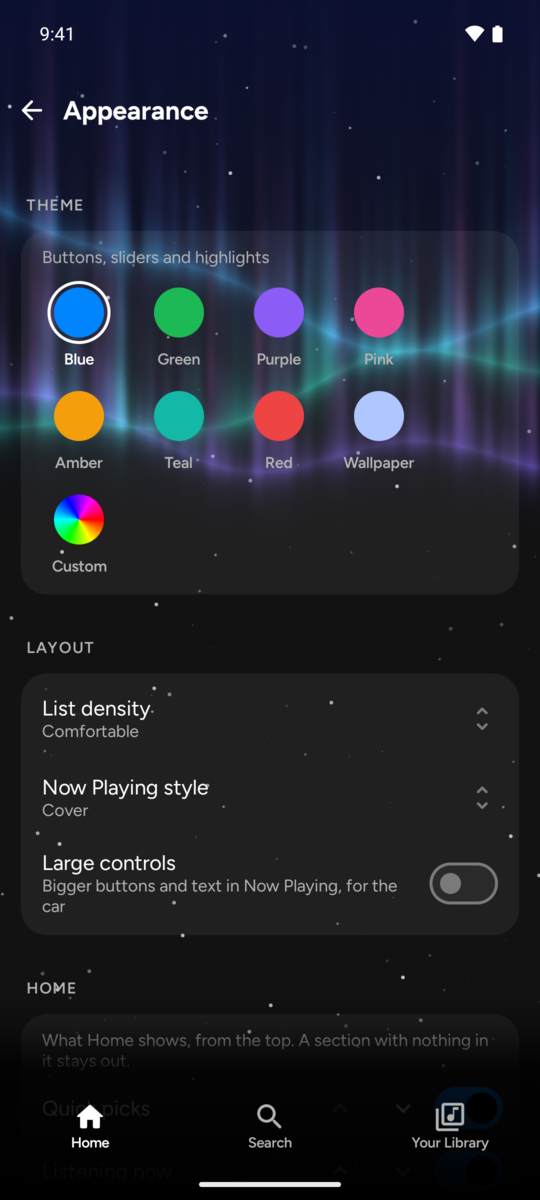 9:41
Appearance
THEME
Buttons, sliders and highlights
Blue
Green
Purple
Pink
Amber
Teal
Red
Wallpaper
Custom
LAYOUT
List density
Comfortable
Now Playing style
Cover
Large controls
Bigger buttons and text in Now Playing, for the
car
HOME
What Home shows, from the top. A section with nothing in
it stays out.
Quick picks
Listening now
Home
Search
Your Library